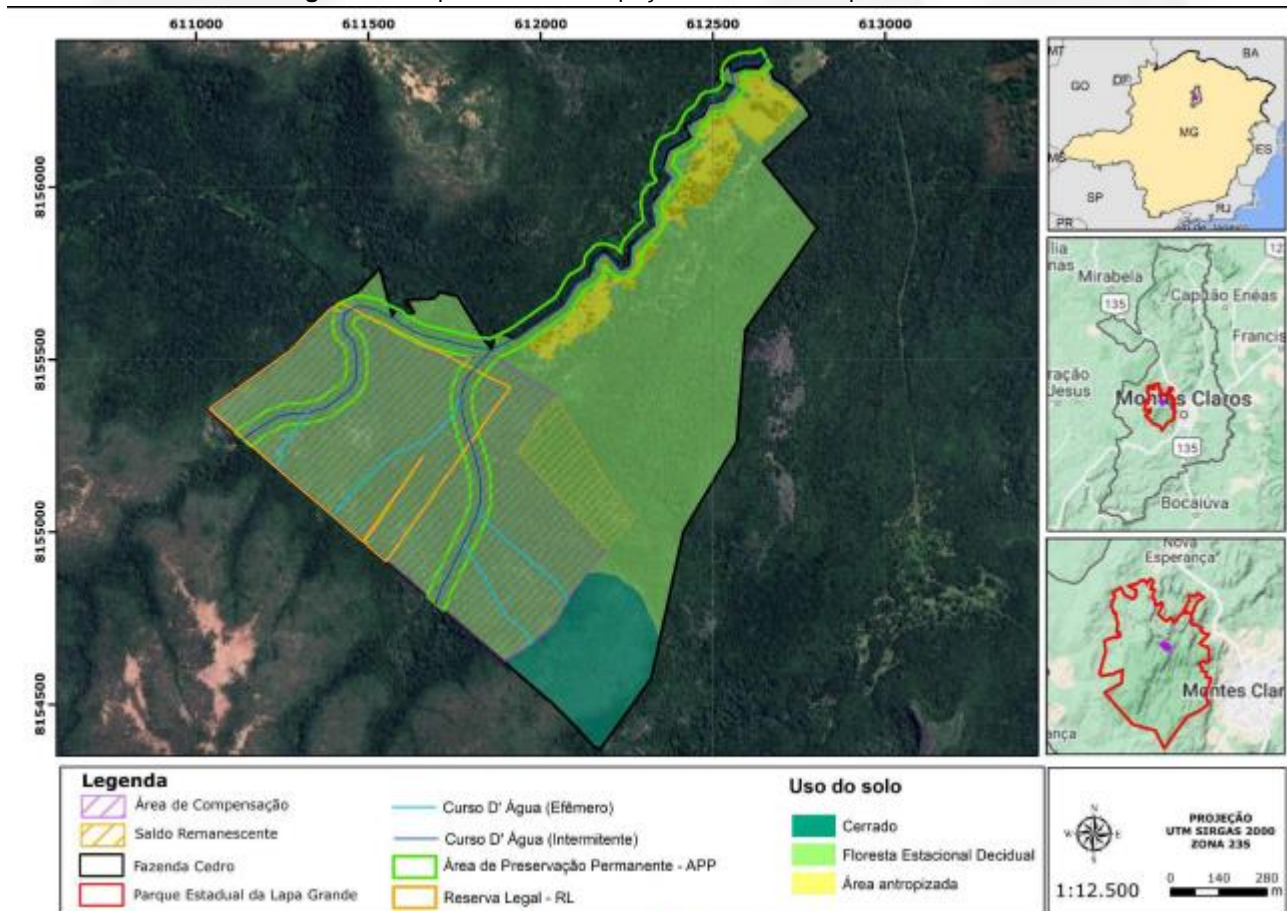 611000 611500 612000 612500 613000
8156000
8155500
8155000
8154500
MT
GO
DF
BA
MG
ES
MS
SP
RJ
PR
Mirabela
135
Capitão Enéas
Francis
ração
Jesus
Montes Claros
135
Bocaiuva
12
Nova
Esperança
Montes Clar
ança
Legenda
Área de Compensação
Saldo Remanescente
Fazenda Cedro
Parque Estadual da Lapa Grande
Curso D' Água (Efêmero)
Curso D' Água (Intermitente)
Área de Preservação Permanente - APP
Reserva Legal - RL
Uso do solo
Cerrado
Floresta Estacional Decidual
Área antropizada
N
W E
S
1:12.500
PROJEÇÃO
UTM SIRGAS 2000
ZONA 23S
0 140 280
m